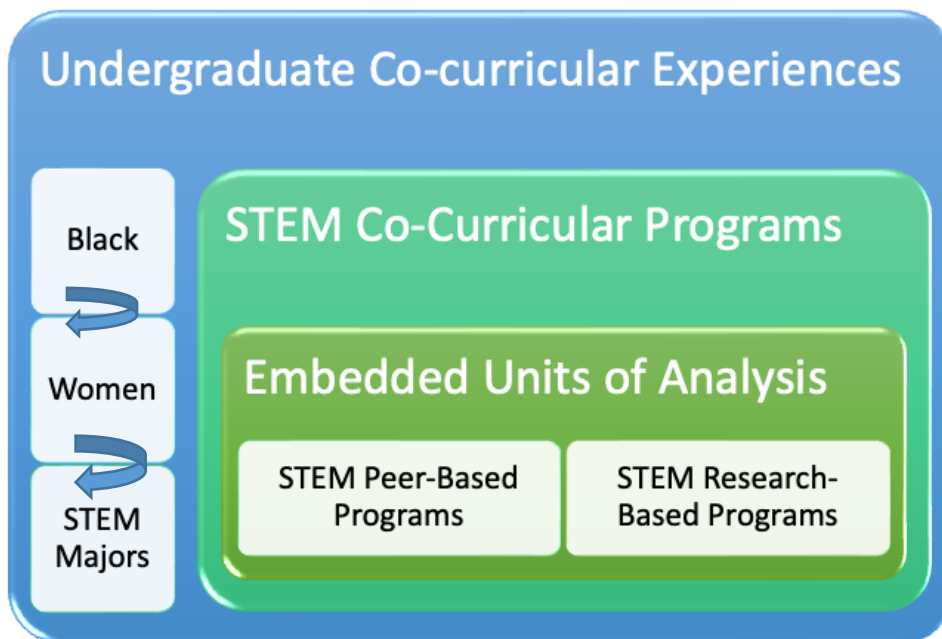 Undergraduate Co-curricular Experiences
Black
Women
STEM
Majors
STEM Co-Curricular Programs
Embedded Units of Analysis
STEM Peer-Based
Programs
STEM Research-
Based Programs